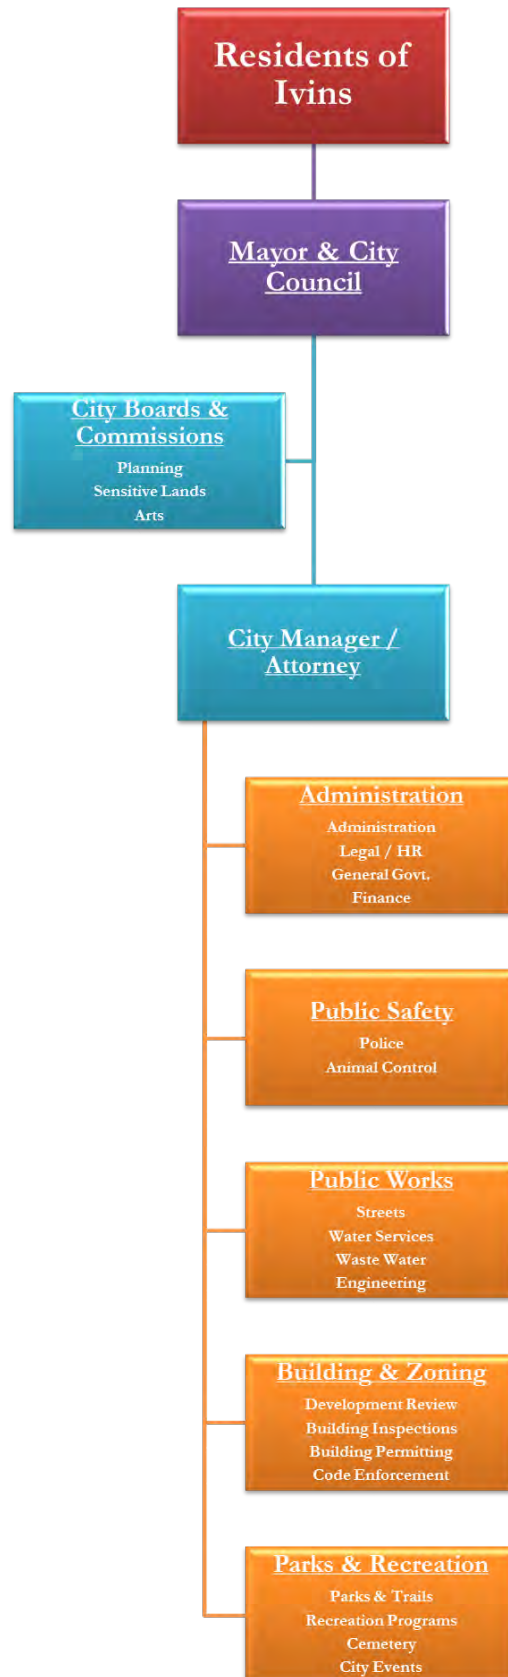 Residents of
Ivins
Mayor & City
Council
City Boards &
Commissions
Planning
Sensitive Lands
Arts
City Manager /
Attorney
Administration
Administration
Legal / HR
General Govt.
Finance
Public Safety
Police
Animal Control
Public Works
Streets
Water Services
Waste Water
Engineering
Building & Zoning
Development Review
Building Inspections
Building Permitting
Code Enforcement
Parks & Recreation
Parks & Trails
Recreation Programs
Cemetery
City Events